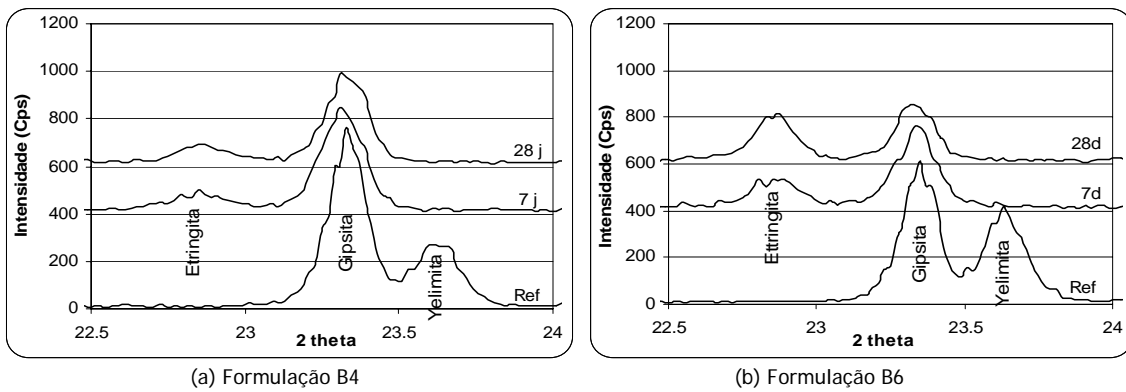 1200
1000
800
600
400
200
0
Intensidade (Cps)
28 j
7 j
Ref
Etringita
Gipsita
Yelimita
22.5 23 23.5 24
2 theta
(a) Formulação B4
1200
1000
800
600
400
200
0
Intensidade (Cps)
28d
7d
Ref
Ettringita
Gipsita
Yelimita
22.5 23 23.5 24
2 theta
(b) Formulação B6